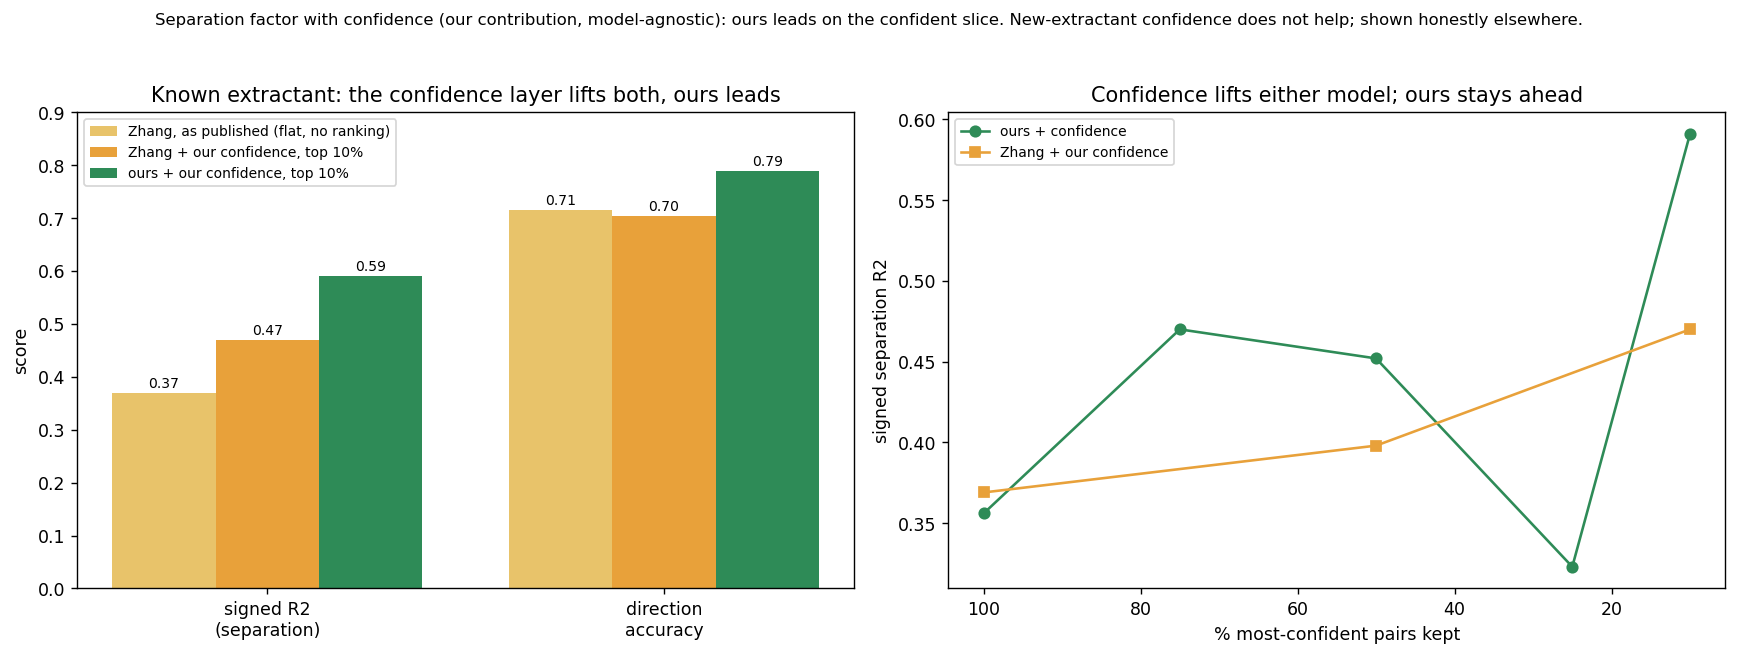 Separation factor with confidence (our contribution, model-agnostic): ours leads on the confident slice. New-extractant confidence does not help; shown honestly elsewhere.
Known extractant: the confidence layer lifts both, ours leads
Zhang, as published (flat, no ranking)
Zhang + our confidence, top 10%
ours + our confidence, top 10%
score
0.9
0.8
0.7
0.6
0.5
0.4
0.3
0.2
0.1
0.0
0.37
0.47
0.59
0.71
0.70
0.79
signed R2
(separation)
direction
accuracy
Confidence lifts either model; ours stays ahead
ours + confidence
Zhang + our confidence
signed separation R2
0.60
0.55
0.50
0.45
0.40
0.35
100
80
60
40
20
% most-confident pairs kept